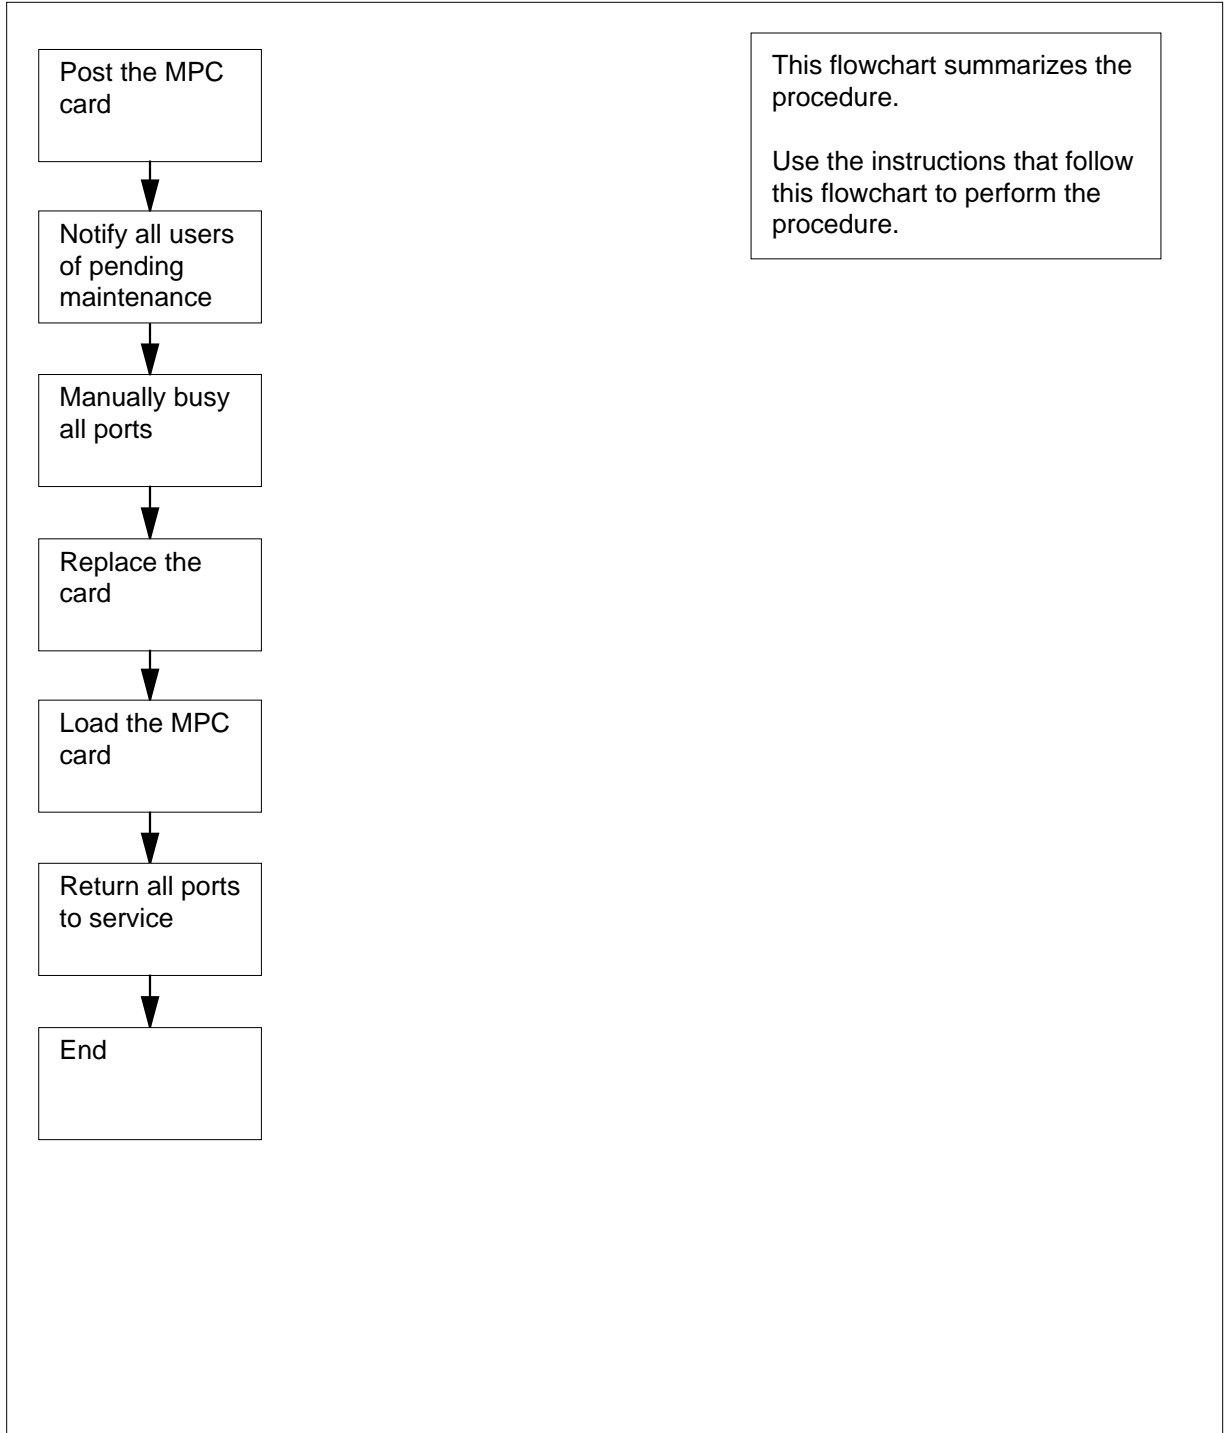 Post the MPC
card
Notify all users
of pending
maintenance
Manually busy
all ports
Replace the
card
Load the MPC
card
Return all ports
to service
End
This flowchart summarizes the
procedure.
Use the instructions that follow
this flowchart to perform the
procedure.